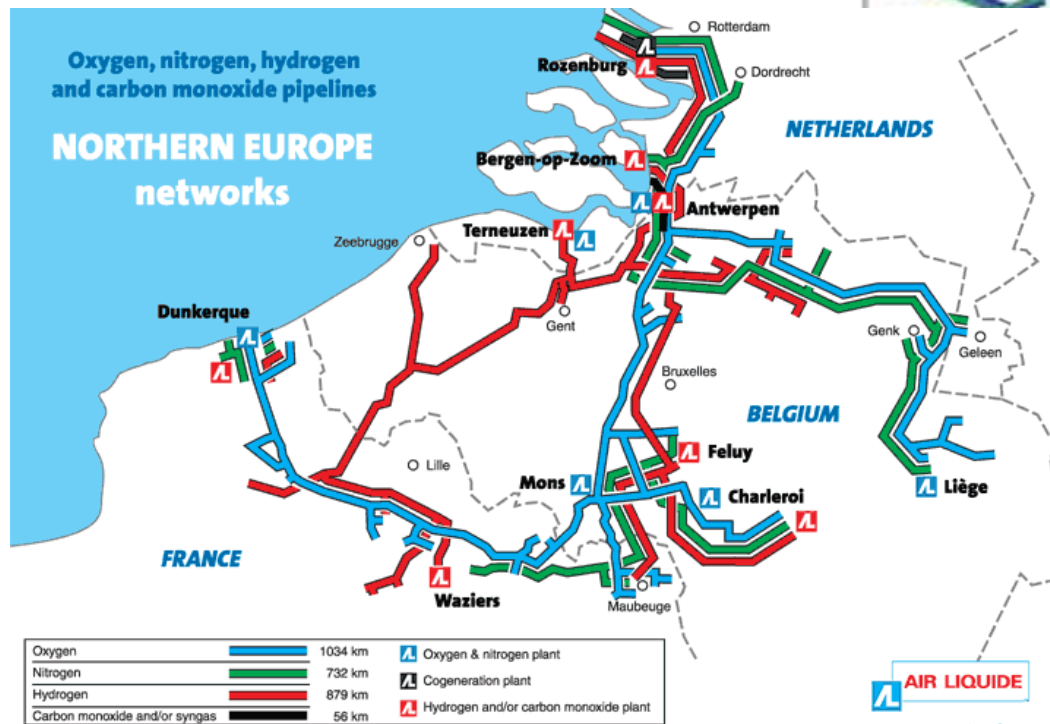 Oxygen, nitrogen, hydrogen
and carbon monoxide pipelines
NORTHERN EUROPE
networks
Rotterdam
Rozenburg
Dordrecht
NETHERLANDS
Bergen-op-Zoom
Antwerpen
Terneuzen
Zeebrugge
Dunkerque
Gent
Genk
Geleen
Bruxelles
BELGIUM
Lille
Feluy
Mons
Charleroi
Liège
FRANCE
Waziers
Maubeuge
Oxygen 1034 km
Nitrogen 732 km
Hydrogen 879 km
Carbon monoxide and/or syngas 56 km
Oxygen & nitrogen plant
Cogeneration plant
Hydrogen and/or carbon monoxide plant
AIR LIQUIDE